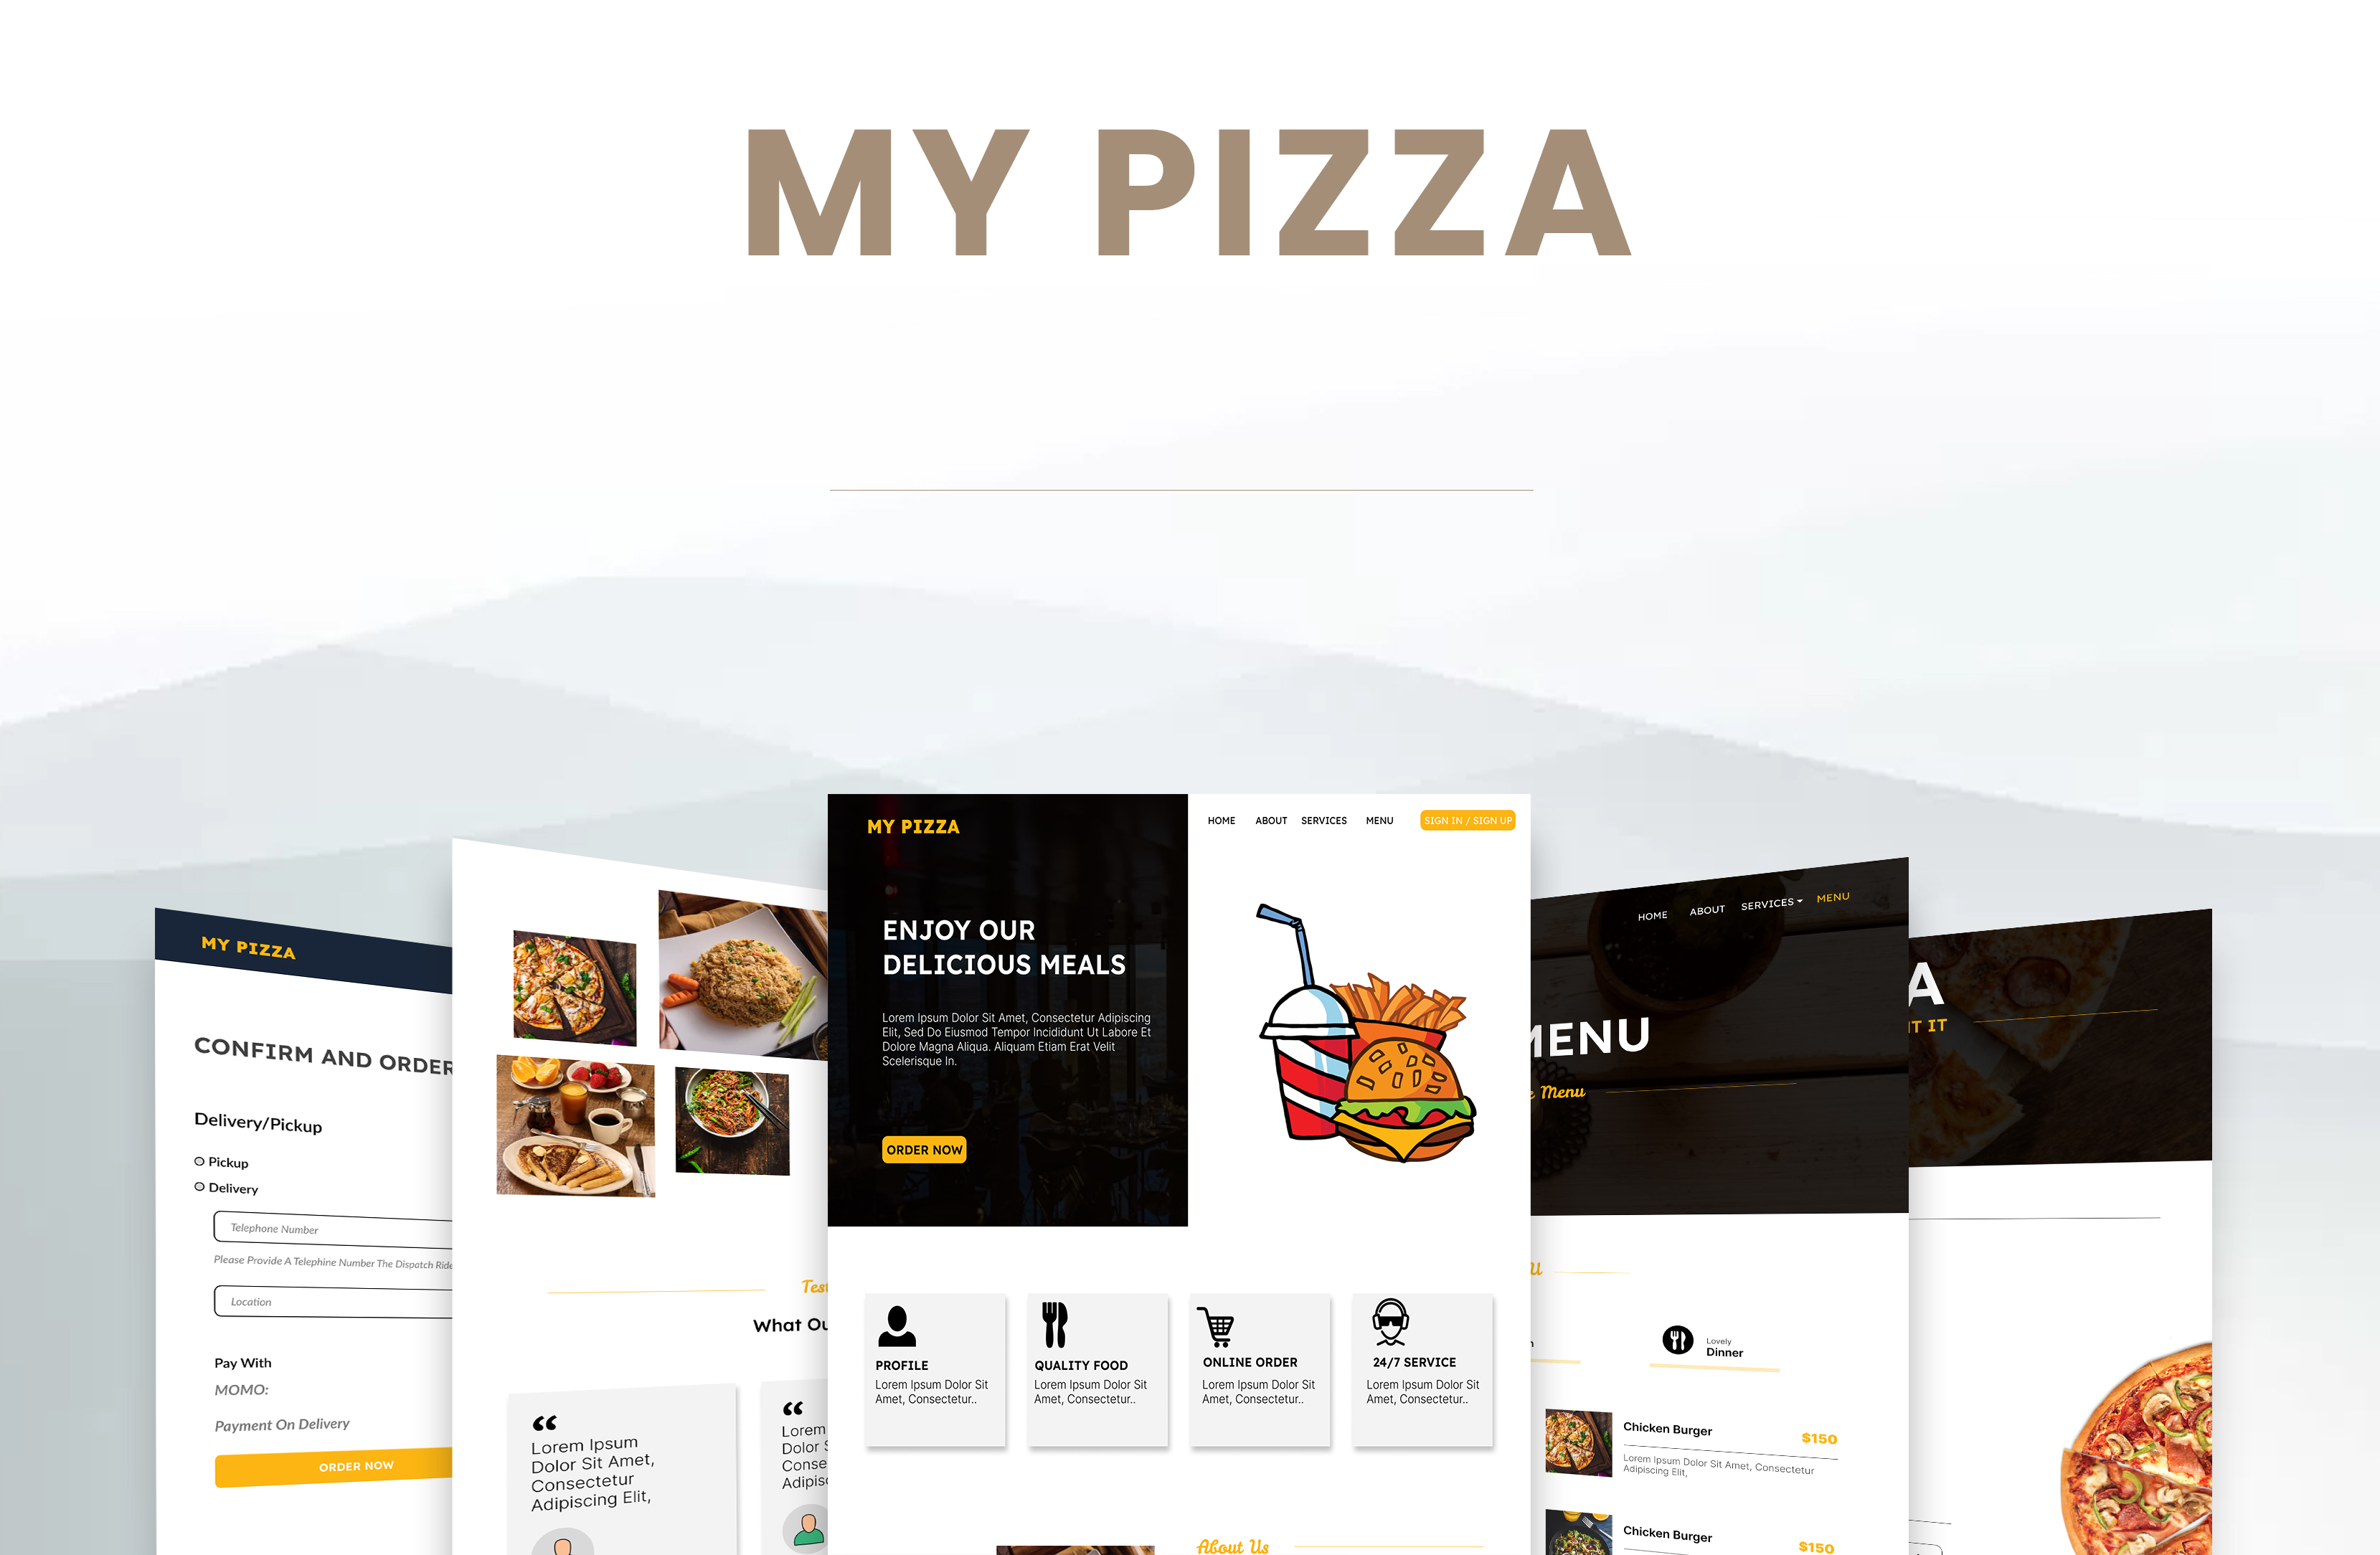 MY PIZZA
MY PIZZA
CONFIRM AND ORDER
Delivery/Pickup
Pickup
Delivery
Telephone Number
Please Provide A Telephine Number The Dispatch Ride
Location
Pay With
MOMO:
Payment On Delivery
ORDER NOW
Test
What Ou
“
Lorem Ipsum
Dolor Sit Amet,
Consectetur
Adipiscing Elit,
“
Lorem
Dolor S
Conse
Adipis
MY PIZZA
HOME ABOUT SERVICES MENU SIGN IN / SIGN UP
ENJOY OUR
DELICIOUS MEALS
Lorem Ipsum Dolor Sit Amet, Consectetur Adipiscing
Elit, Sed Do Eiusmod Tempor Incididunt Ut Labore Et
Dolore Magna Aliqua. Aliquam Etiam Erat Velit
Scelerisque In.
ORDER NOW
PROFILE
Lorem Ipsum Dolor Sit
Amet, Consectetur..
QUALITY FOOD
Lorem Ipsum Dolor Sit
Amet, Consectetur..
ONLINE ORDER
Lorem Ipsum Dolor Sit
Amet, Consectetur..
24/7 SERVICE
Lorem Ipsum Dolor Sit
Amet, Consectetur..
About Us
HOME ABOUT SERVICES MENU
MENU
e Menu
Lovely
Dinner
Chicken Burger $150
Lorem Ipsum Dolor Sit Amet, Consectetur
Adipiscing Elit,
Chicken Burger $150
A
IT IT